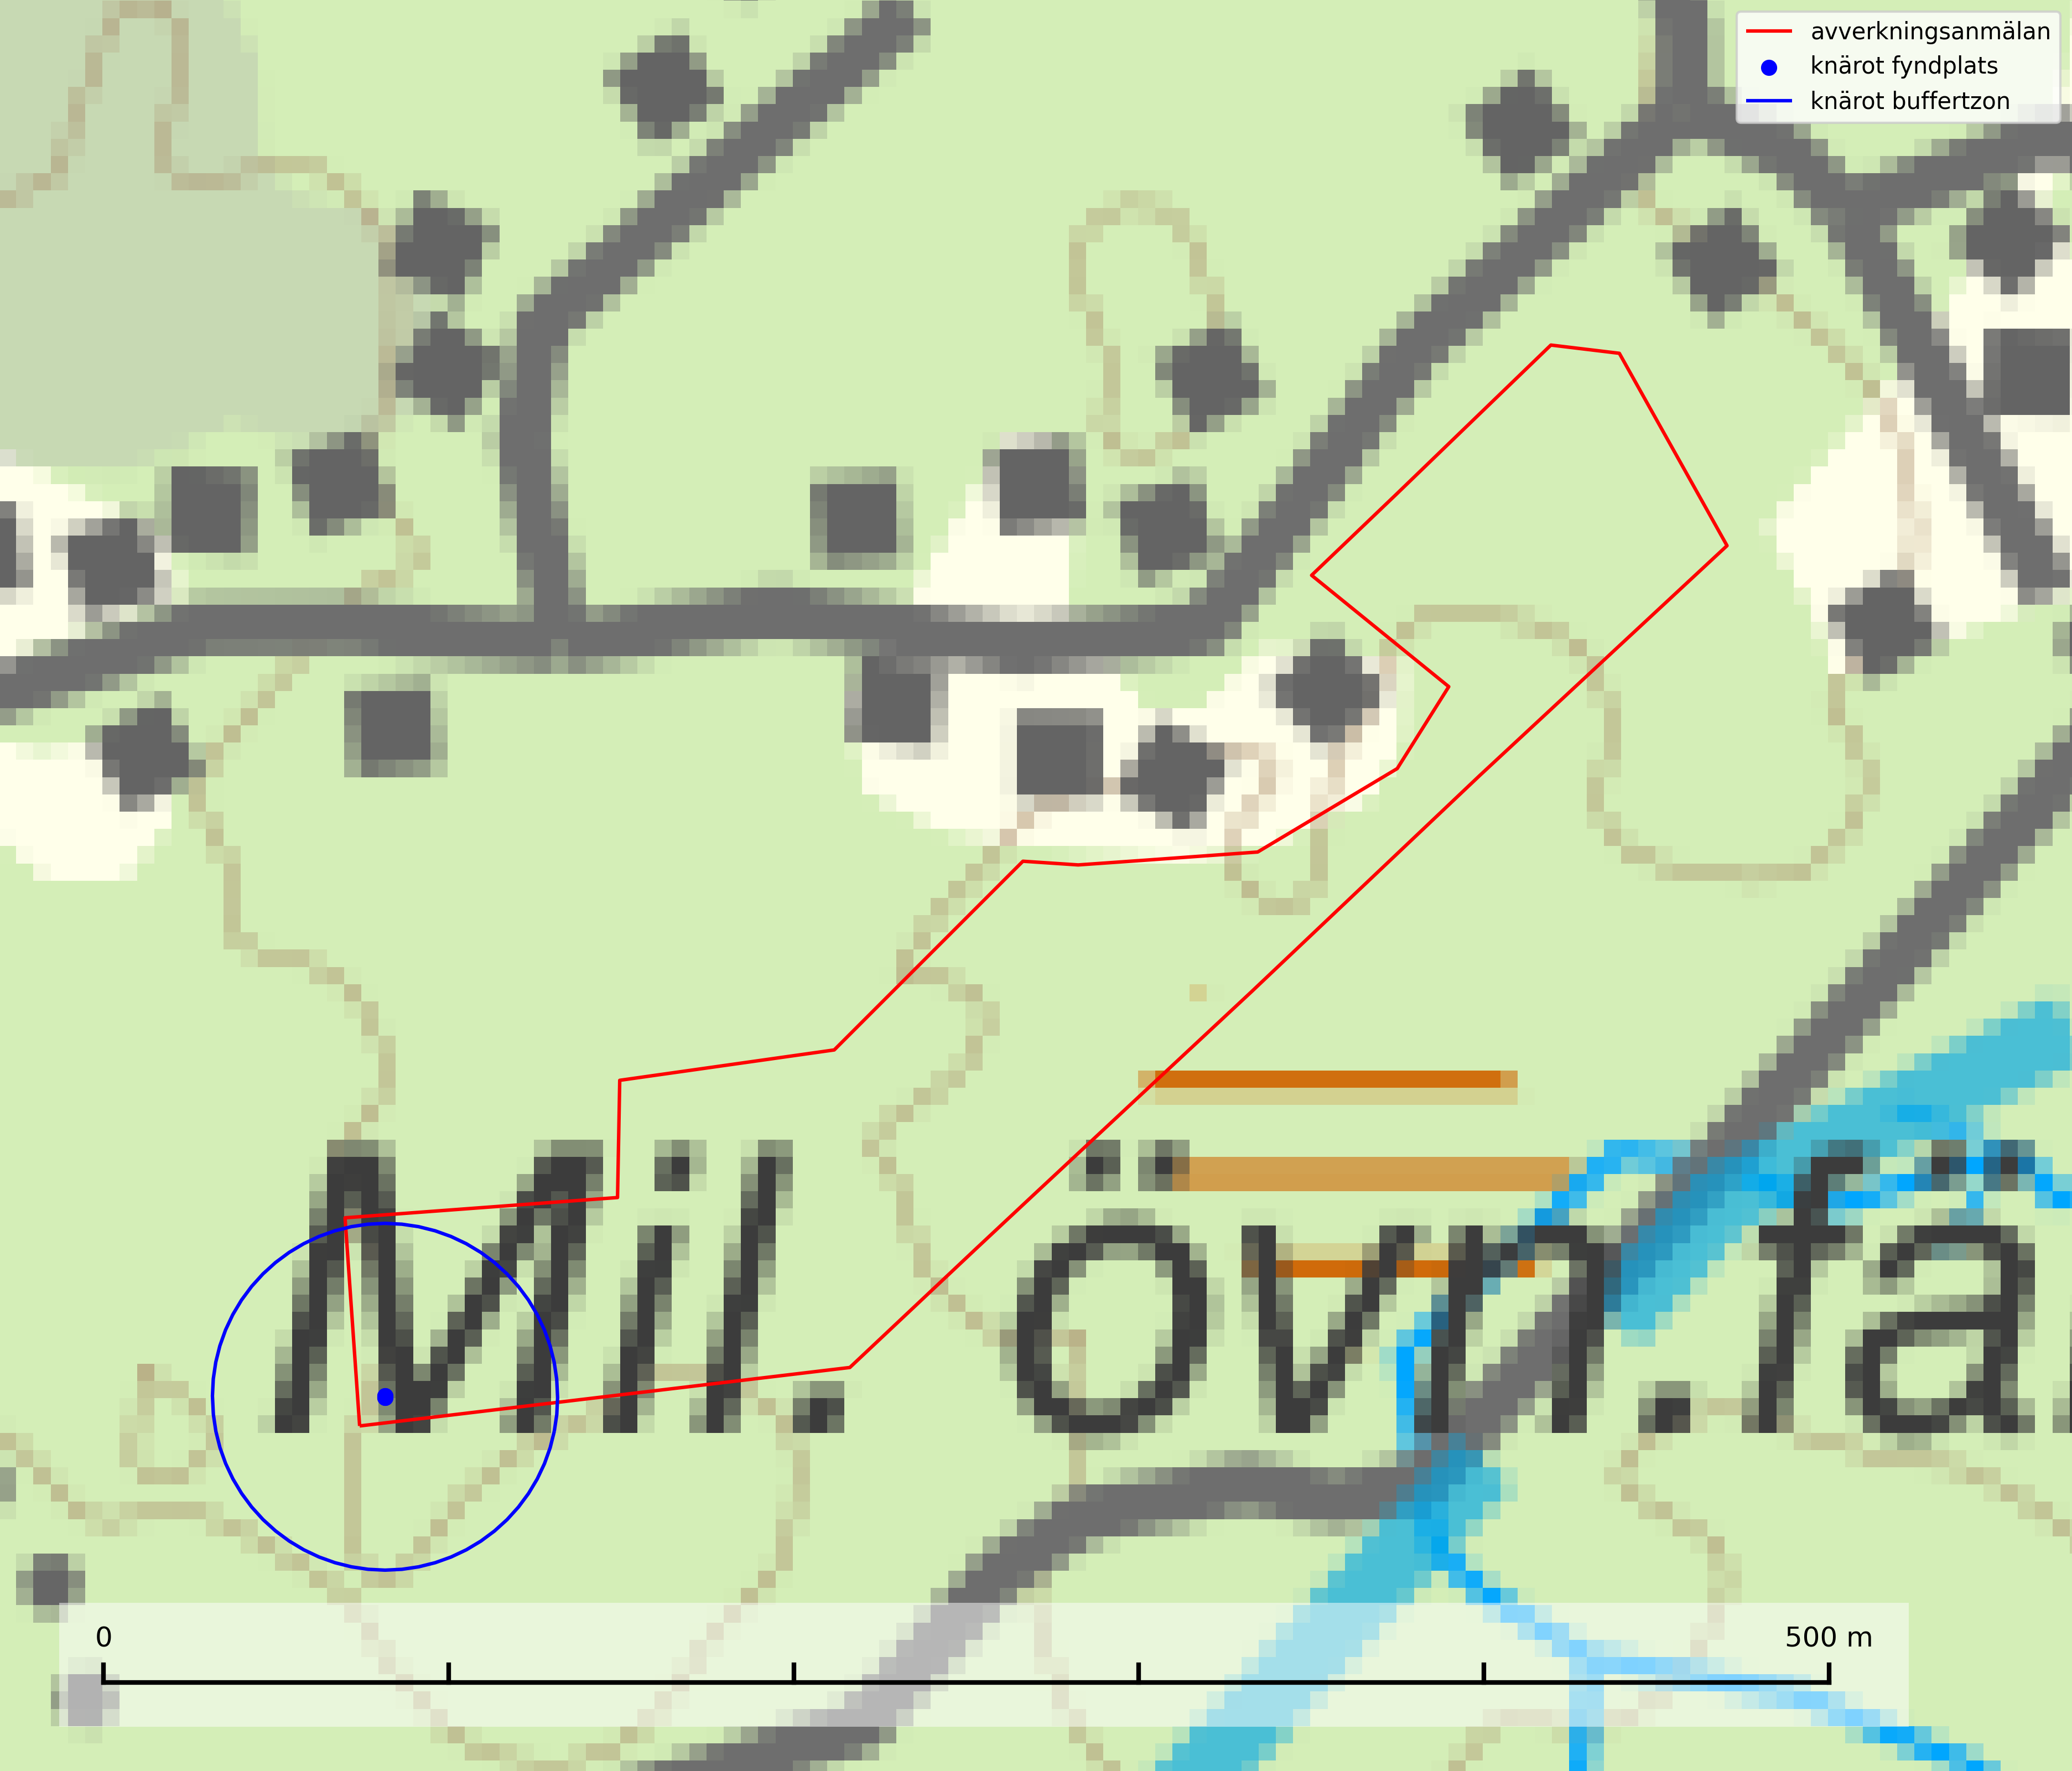 avverkningsanmälan
knärot fyndplats
knärot buffertzon
Mil. övn.fä
0 500 m